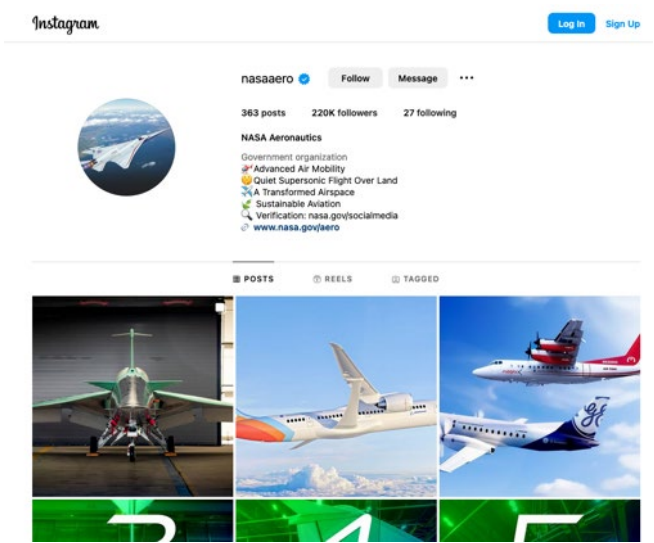 Instagram
Log In
Sign Up
nasaaero
Follow
Message
363 posts 220K followers 27 following
NASA Aeronautics
Government organization
Advanced Air Mobility
Quiet Supersonic Flight Over Land
A Transformed Airspace
Sustainable Aviation
Verification: nasa.gov/socialmedia
www.nasa.gov/aero
POSTS
REELS
TAGGED